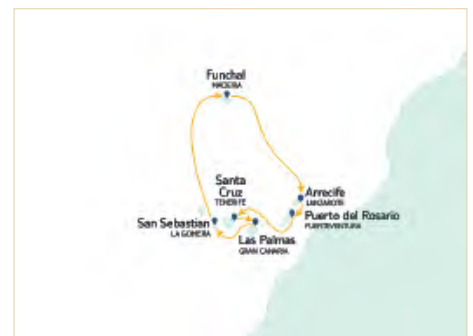 Funchal
MADEIRA
Santa
Cruz
TENERIFE
Arrecife
LANZAROTE
Puerto del Rosario
FUERTEVENTURA
San Sebastian
LA GOMERA
Las Palmas
GRAN CANARIA